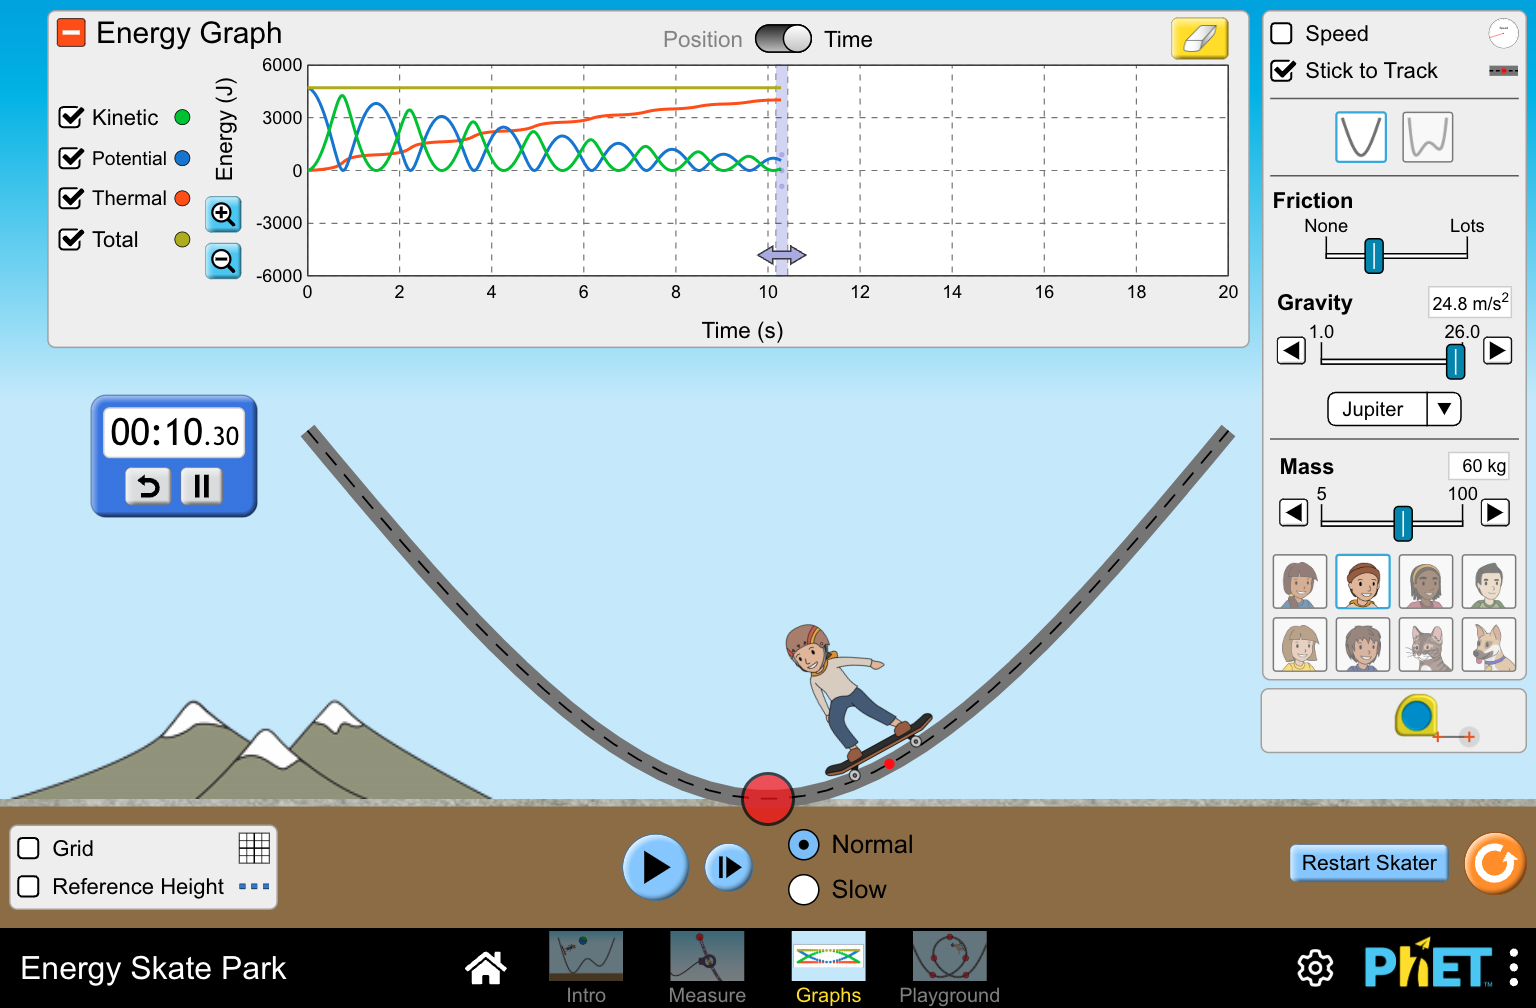 Energy Graph
Position Time
Kinetic
Potential
Thermal
Total
Energy (J)
6000
3000
0
-3000
-6000
0 2 4 6 8 10 12 14 16 18 20
Time (s)
Speed
Stick to Track
Friction
None Lots
Gravity 24.8 m/s²
1.0 26.0
Jupiter
Mass 60 kg
5 100
00:10.30
Grid
Reference Height
Normal
Slow
Restart Skater
Energy Skate Park
Intro
Measure
Graphs
Playground
PhET